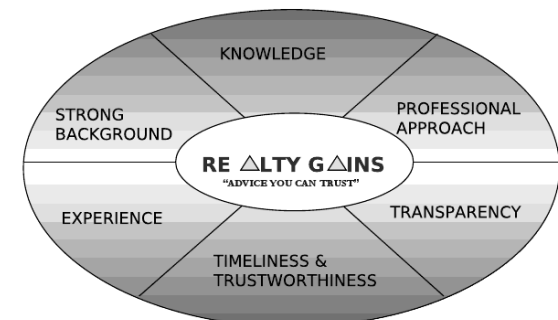 KNOWLEDGE
STRONG
BACKGROUND
PROFESSIONAL
APPROACH
RE LTY G INS
"ADVICE YOU CAN TRUST"
EXPERIENCE
TRANSPARENCY
TIMELINESS &
TRUSTWORTHINESS